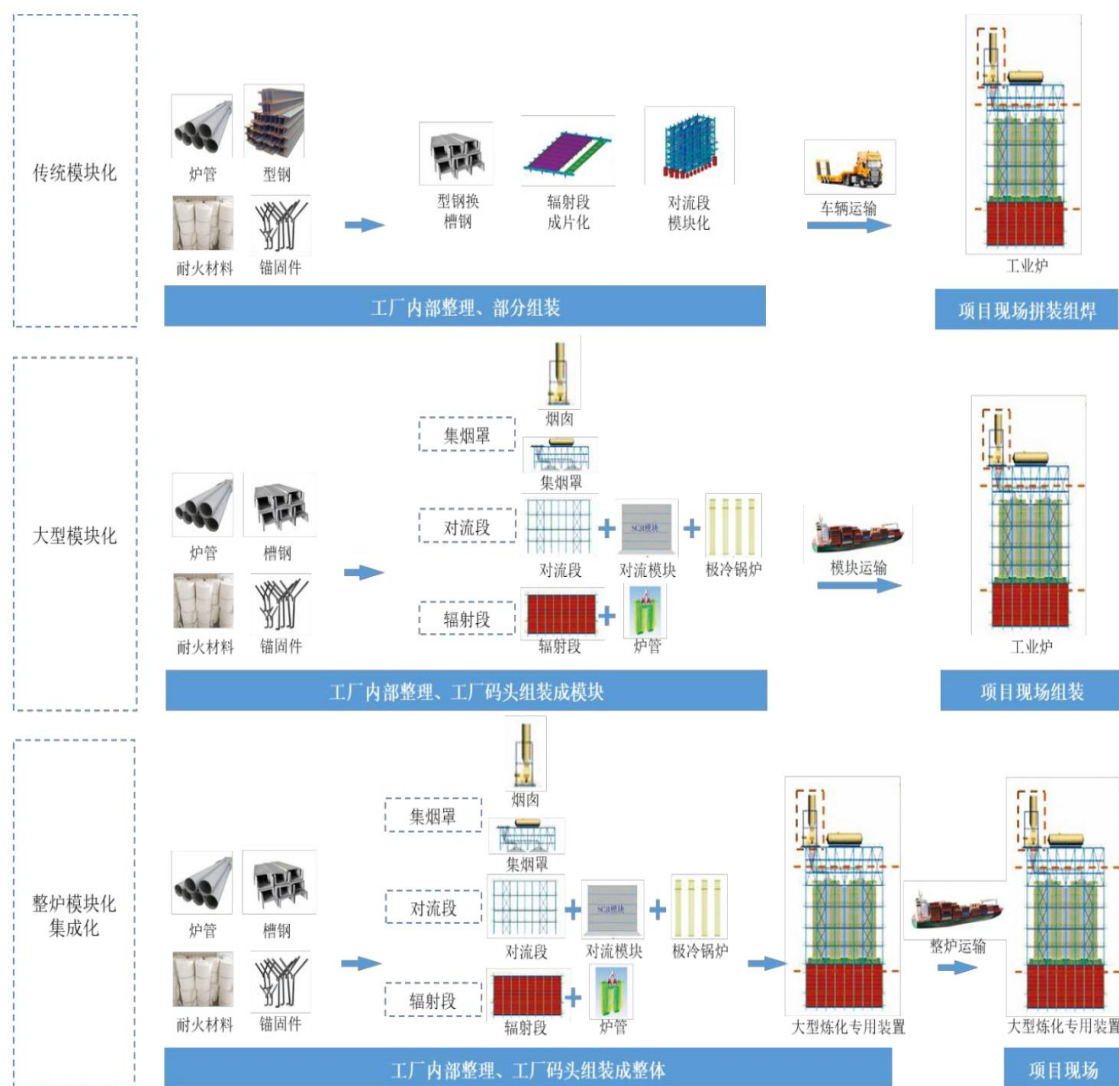 传统模块化
炉管
型钢
耐火材料
锚固件
型钢换
槽钢
辐射段
成片化
对流段
模块化
车辆运输
工业炉
工厂内部整理、部分组装
项目现场拼装组焊
大型模块化
炉管
槽钢
耐火材料
锚固件
烟囱
集烟罩
集烟罩
对流段
SCR模块
对流段
对流模块
极冷锅炉
辐射段
辐射段
炉管
模块运输
工业炉
工厂内部整理、工厂码头组装成模块
项目现场组装
整炉模块化
集成化
炉管
槽钢
耐火材料
锚固件
烟囱
集烟罩
集烟罩
对流段
SCR模块
对流段
对流模块
极冷锅炉
辐射段
辐射段
炉管
大型炼化专用装置
整炉运输
大型炼化专用装置
工厂内部整理、工厂码头组装成整体
项目现场